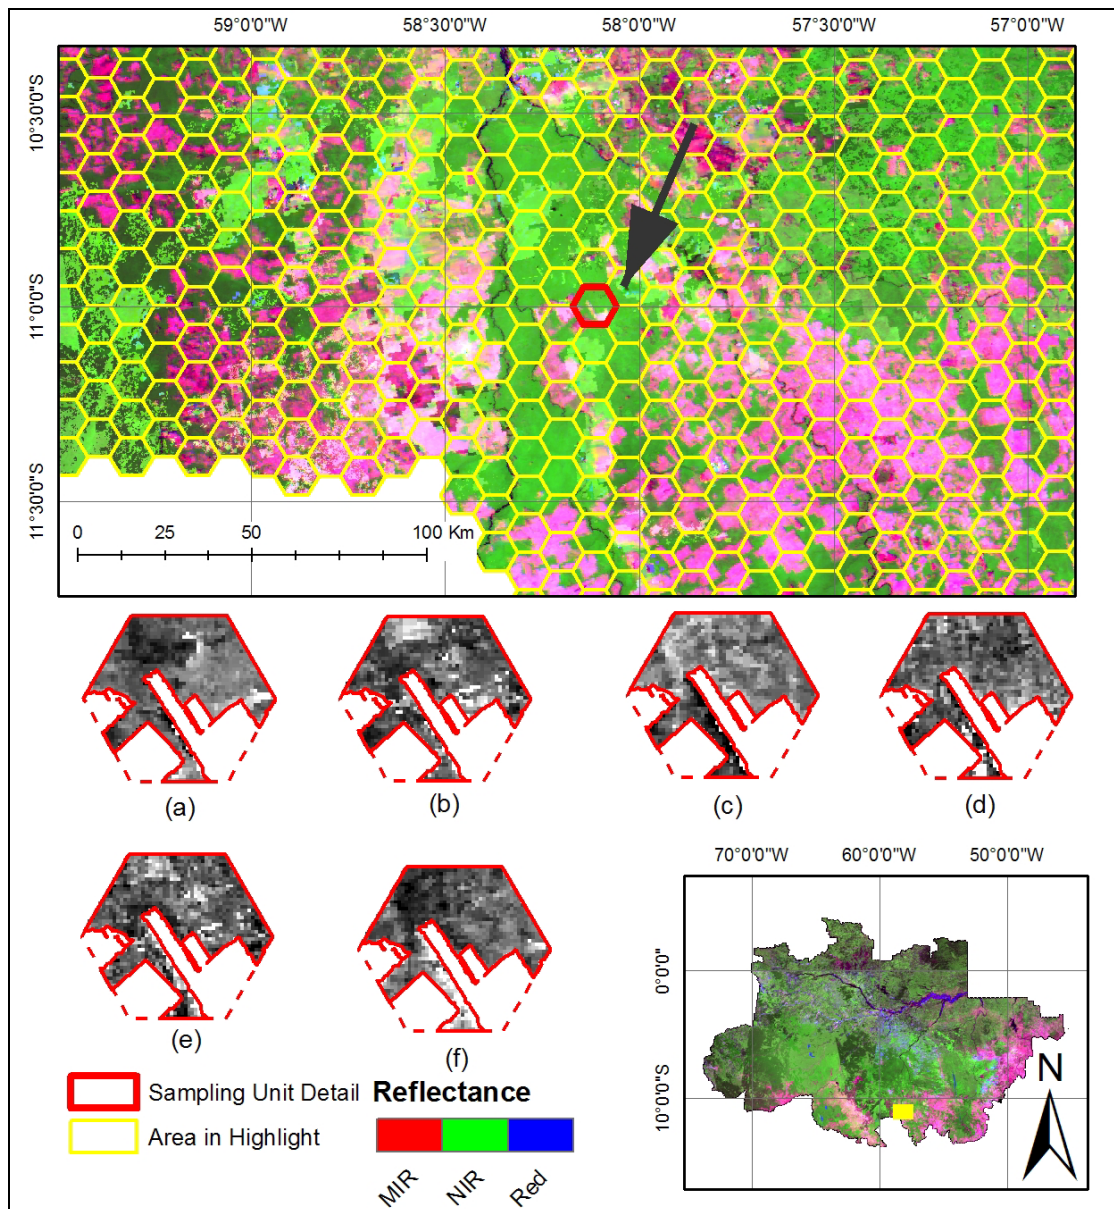 59°0'0"W 58°30'0"W 58°0'0"W 57°30'0"W 57°0'0"W
10°30'0"S
11°0'0"S
11°30'0"S
0 25 50 100 Km
(a) (b) (c) (d)
(e) (f)
70°0'0"W 60°0'0"W 50°0'0"W
0°0'0"
10°0'0"S
N
Sampling Unit Detail
Area in Highlight
Reflectance
MIR NIR Red